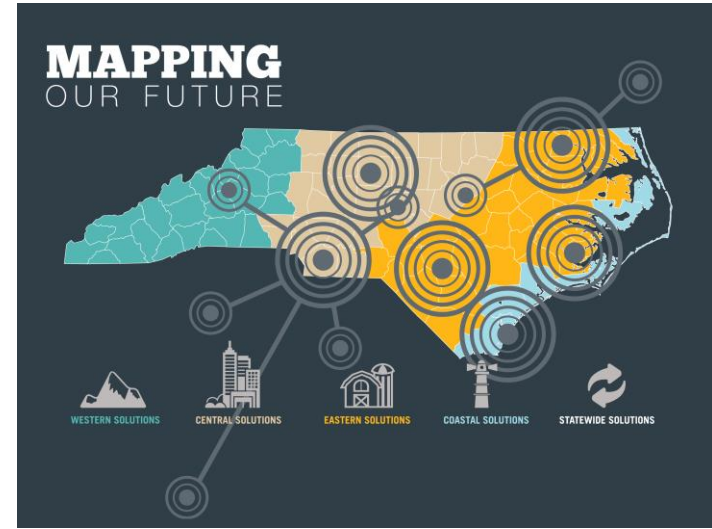 MAPPING
OUR FUTURE
WESTERN SOLUTIONS
CENTRAL SOLUTIONS
EASTERN SOLUTIONS
COASTAL SOLUTIONS
STATEWIDE SOLUTIONS